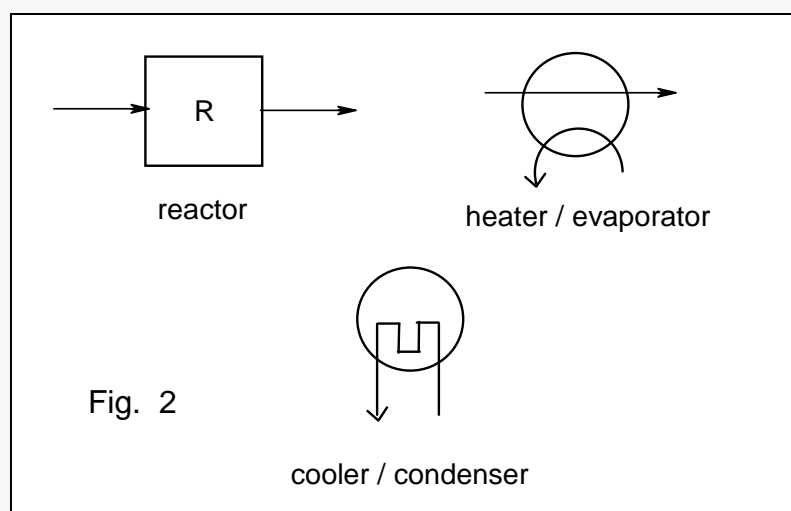 R
reactor
heater / evaporator
Fig. 2
cooler / condenser